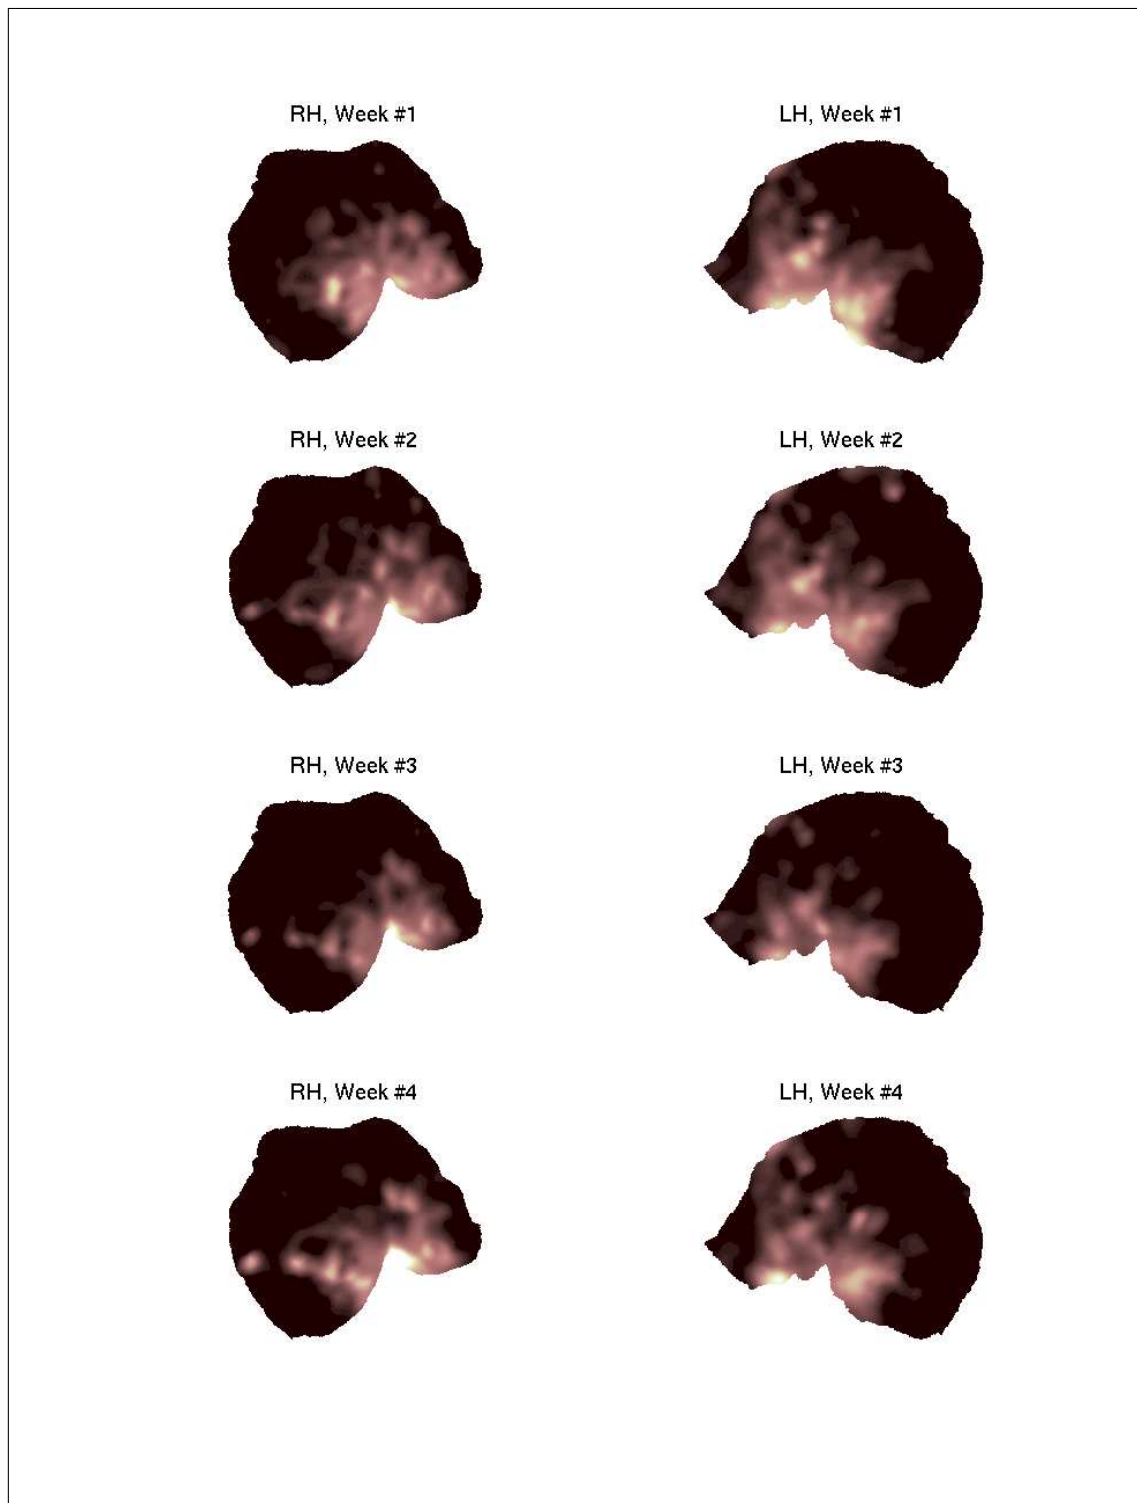 RH, Week #1
LH, Week #1
RH, Week #2
LH, Week #2
RH, Week #3
LH, Week #3
RH, Week #4
LH, Week #4